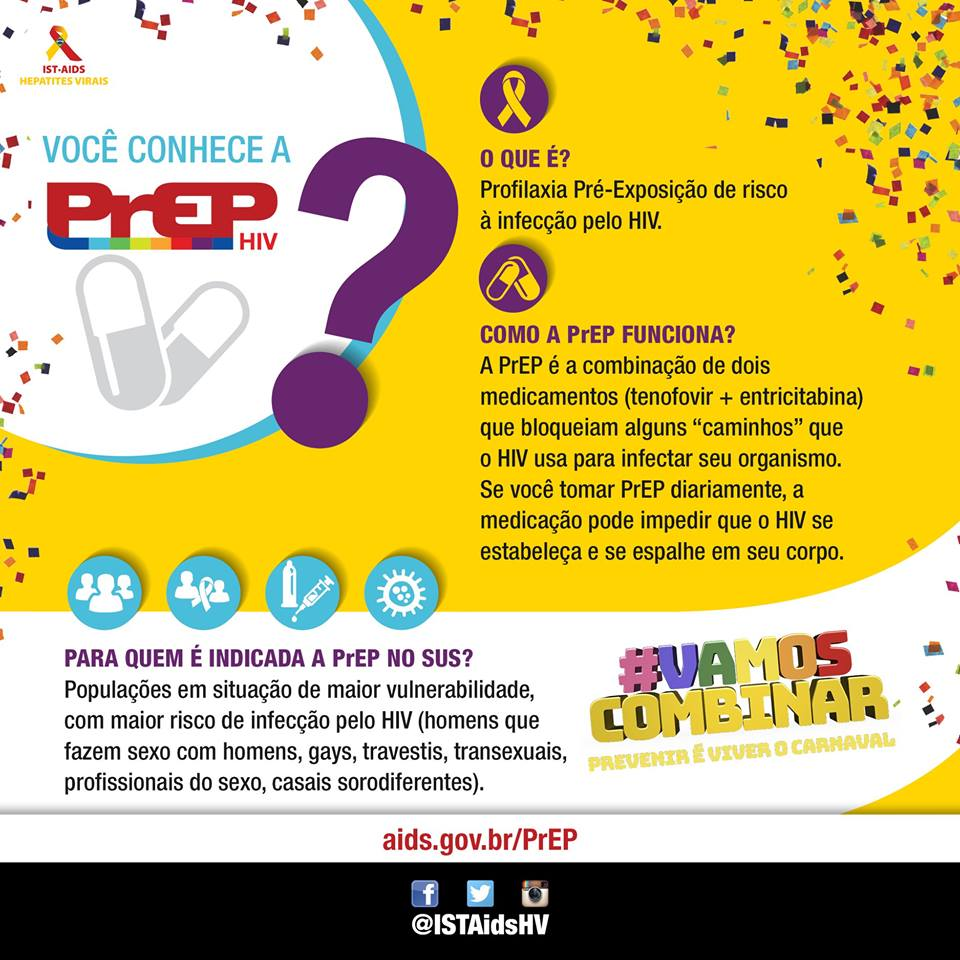 IST-AIDS
HEPATITES VIRAIS
VOCÊ CONHECE A
PrEP
HIV
?
O QUE É?
Profilaxia Pré-Exposição de risco
à infecção pelo HIV.
COMO A PrEP FUNCIONA?
A PrEP é a combinação de dois
medicamentos (tenofovir + entricitabina)
que bloqueiam alguns “caminhos” que
o HIV usa para infectar seu organismo.
Se você tomar PrEP diariamente, a
medicação pode impedir que o HIV se
estabeleça e se espalhe em seu corpo.
PARA QUEM É INDICADA A PrEP NO SUS?
Populações em situação de maior vulnerabilidade,
com maior risco de infecção pelo HIV (homens que
fazem sexo com homens, gays, travestis, transexuais,
profissionais do sexo, casais sorodiferentes).
#VAMOS
COMBINAR
PREVENIR É VIVER O CARNAVAL
aids.gov.br/PrEP
@ISTAidsHV